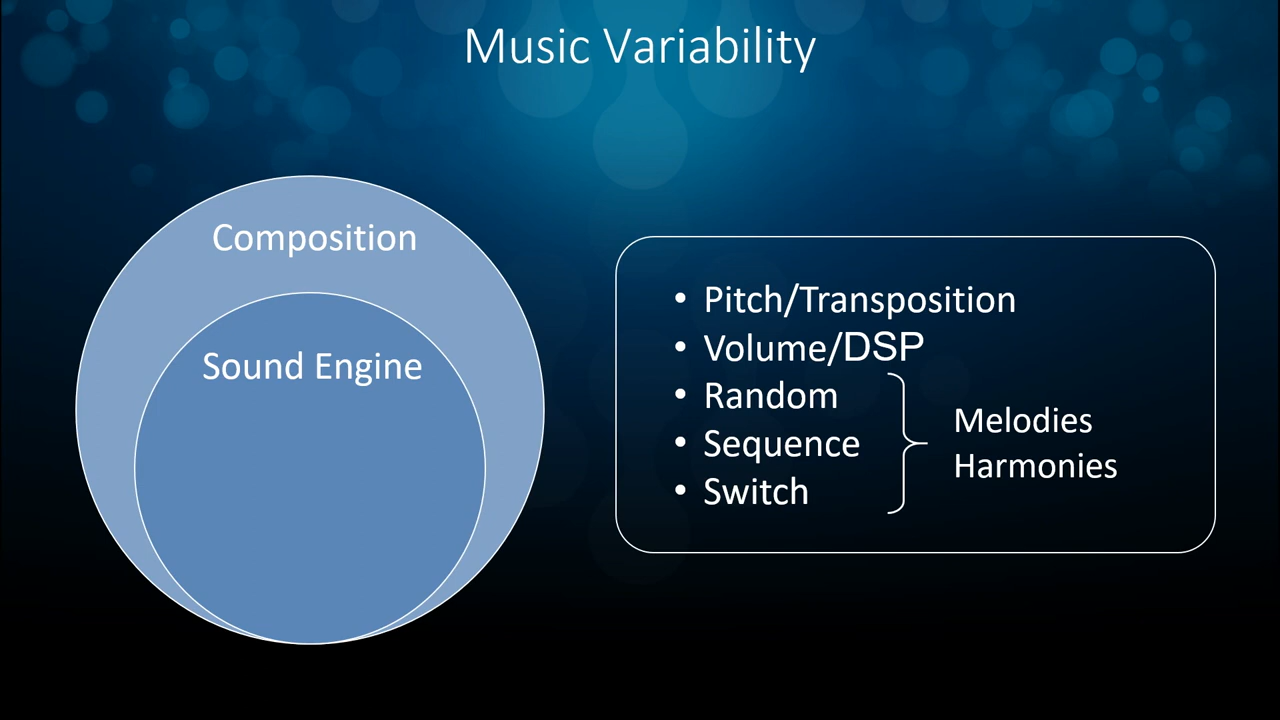 Music Variability
Composition
Sound Engine
• Pitch/Transposition
• Volume/DSP
• Random
• Sequence
• Switch
Melodies
Harmonies